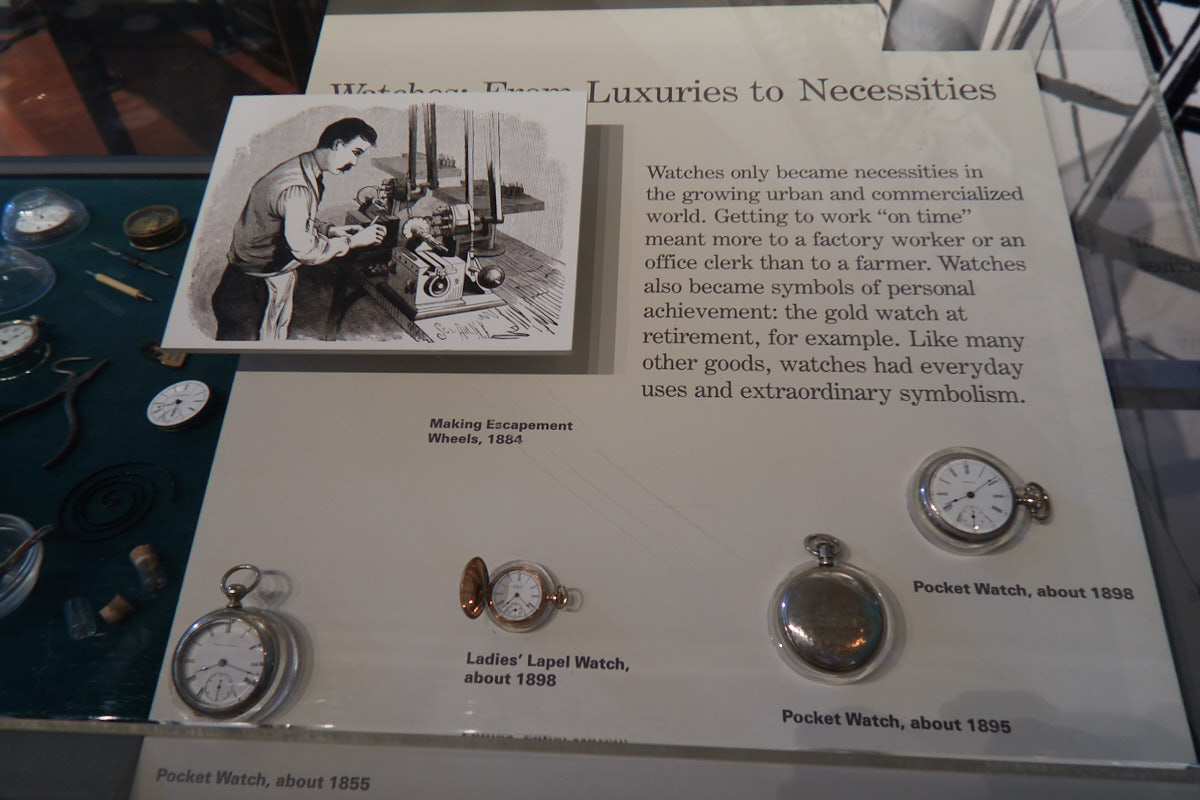 Watches: From Luxuries to Necessities
Watches only became necessities in
the growing urban and commercialized
world. Getting to work “on time”
meant more to a factory worker or an
office clerk than to a farmer. Watches
also became symbols of personal
achievement: the gold watch at
retirement, for example. Like many
other goods, watches had everyday
uses and extraordinary symbolism.
Making Escapement
Wheels, 1884
Pocket Watch, about 1898
Ladies’ Lapel Watch,
about 1898
Pocket Watch, about 1895
Pocket Watch, about 1855